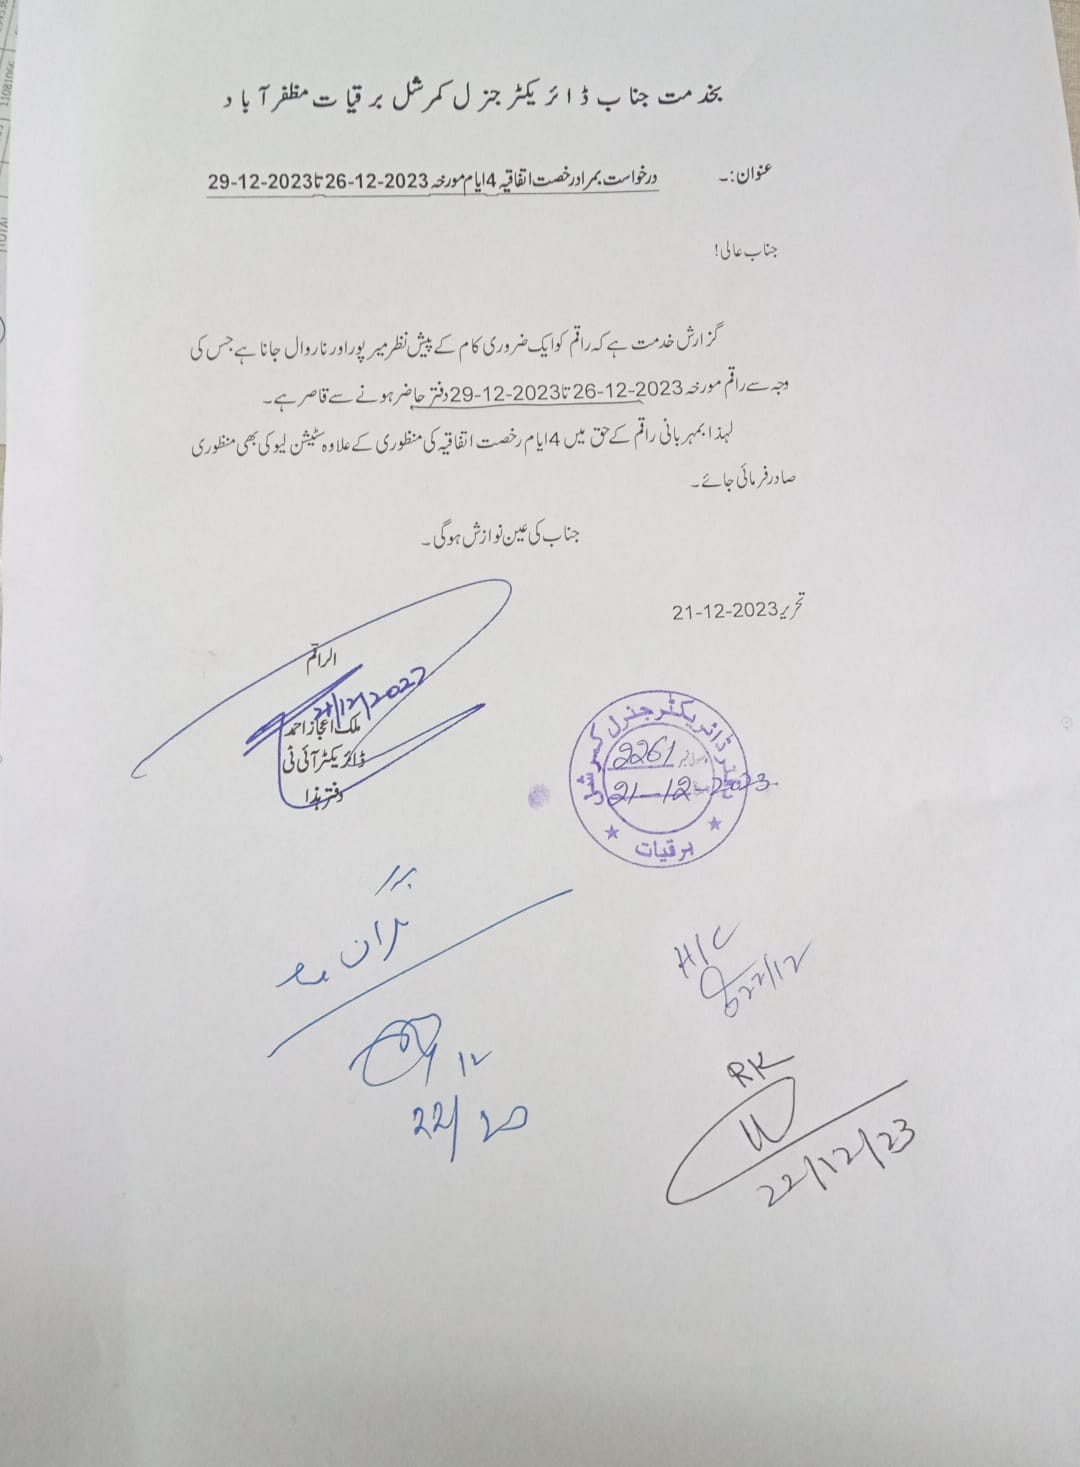 بخدمت جناب ڈائریکٹر جنرل کمرشل برقیات مظفرآباد
عنوان:۔ درخواست بمراد رخصت اتفاقیہ 4 ایام مورخہ 26-12-2023 تا 29-12-2023
جناب عالی!
گزارش خدمت ہے کہ راقم کو ایک ضروری کام کے پیش نظر میر پور اور ناروال جانا ہے جس کی
وجہ سے راقم مورخہ 26-12-2023 تا 29-12-2023 دفتر حاضر ہونے سے قاصر ہے۔
لہذا بمہربانی راقم کے حق میں 4 ایام رخصت اتفاقیہ کی منظوری کے علاوہ سٹیشن لیو کی بھی منظوری
صادر فرمائی جائے۔
جناب کی عین نوازش ہوگی۔
تحریر 21-12-2023
الراقم
21/12/2022
ملک اعجاز احمد
ڈائریکٹر آئی ٹی
دفتر ہذا
دفتر ڈائریکٹر جنرل کمرشل
2261
21-12-2023
برقیات
H/C
22/12
12
22/
RK
22/12/23